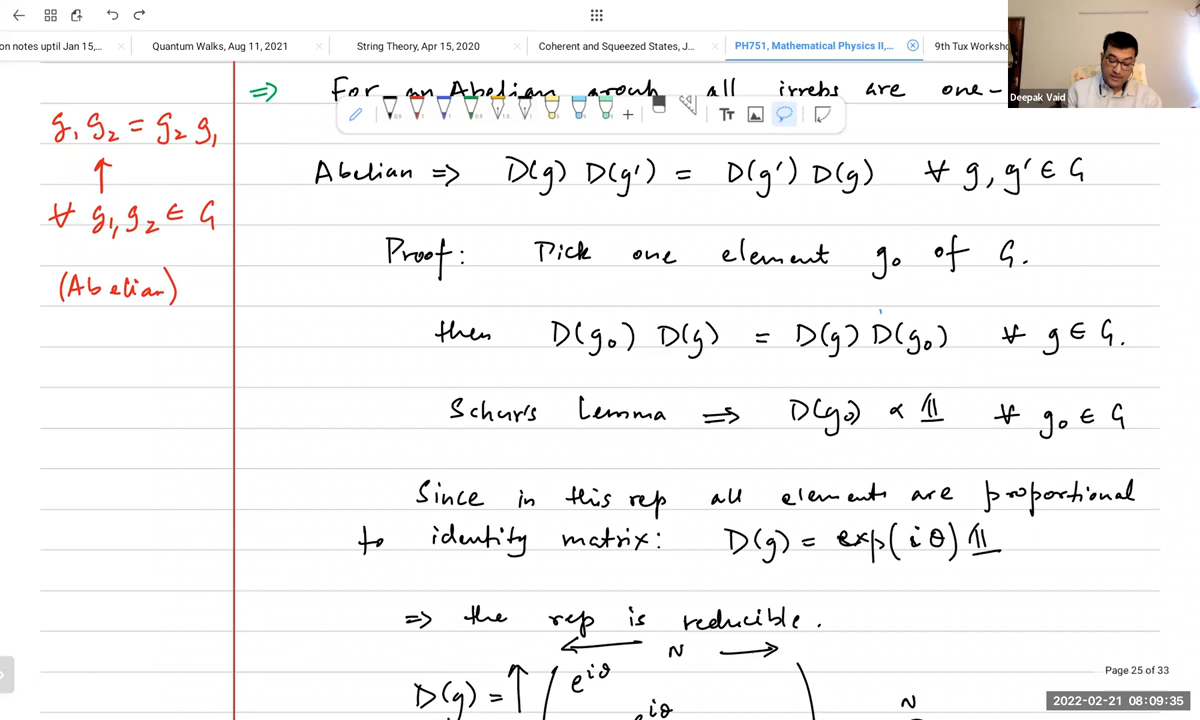 on notes uptil Jan 15,...
Quantum Walks, Aug 11, 2021
String Theory, Apr 15, 2020
Coherent and Squeezed States, J...
PH751, Mathematical Physics II,...
9th Tux Worksho
Deepak Vaid
⇒ For an Abelian group all irreps are one-
Tt
g₁ g₂ = g₂ g₁
↑
∀ g₁, g₂ ∈ G
(Abelian)
Abelian ⇒ D(g) D(g') = D(g') D(g) ∀ g, g' ∈ G
Proof: Pick one element g₀ of G.
then D(g₀) D(g) = D(g) D(g₀) ∀ g ∈ G.
Schur's Lemma ⇒ D(g₀) ∝ 𝟙 ∀ g₀ ∈ G
Since in this rep all elements are proportional
to identity matrix: D(g) = exp(iθ) 𝟙
⇒ the rep is reducible.
← N →
D(g) = ↑ ( e^{iθ}
e^{iθ} N
Page 25 of 33
2022-02-21 08:09:35